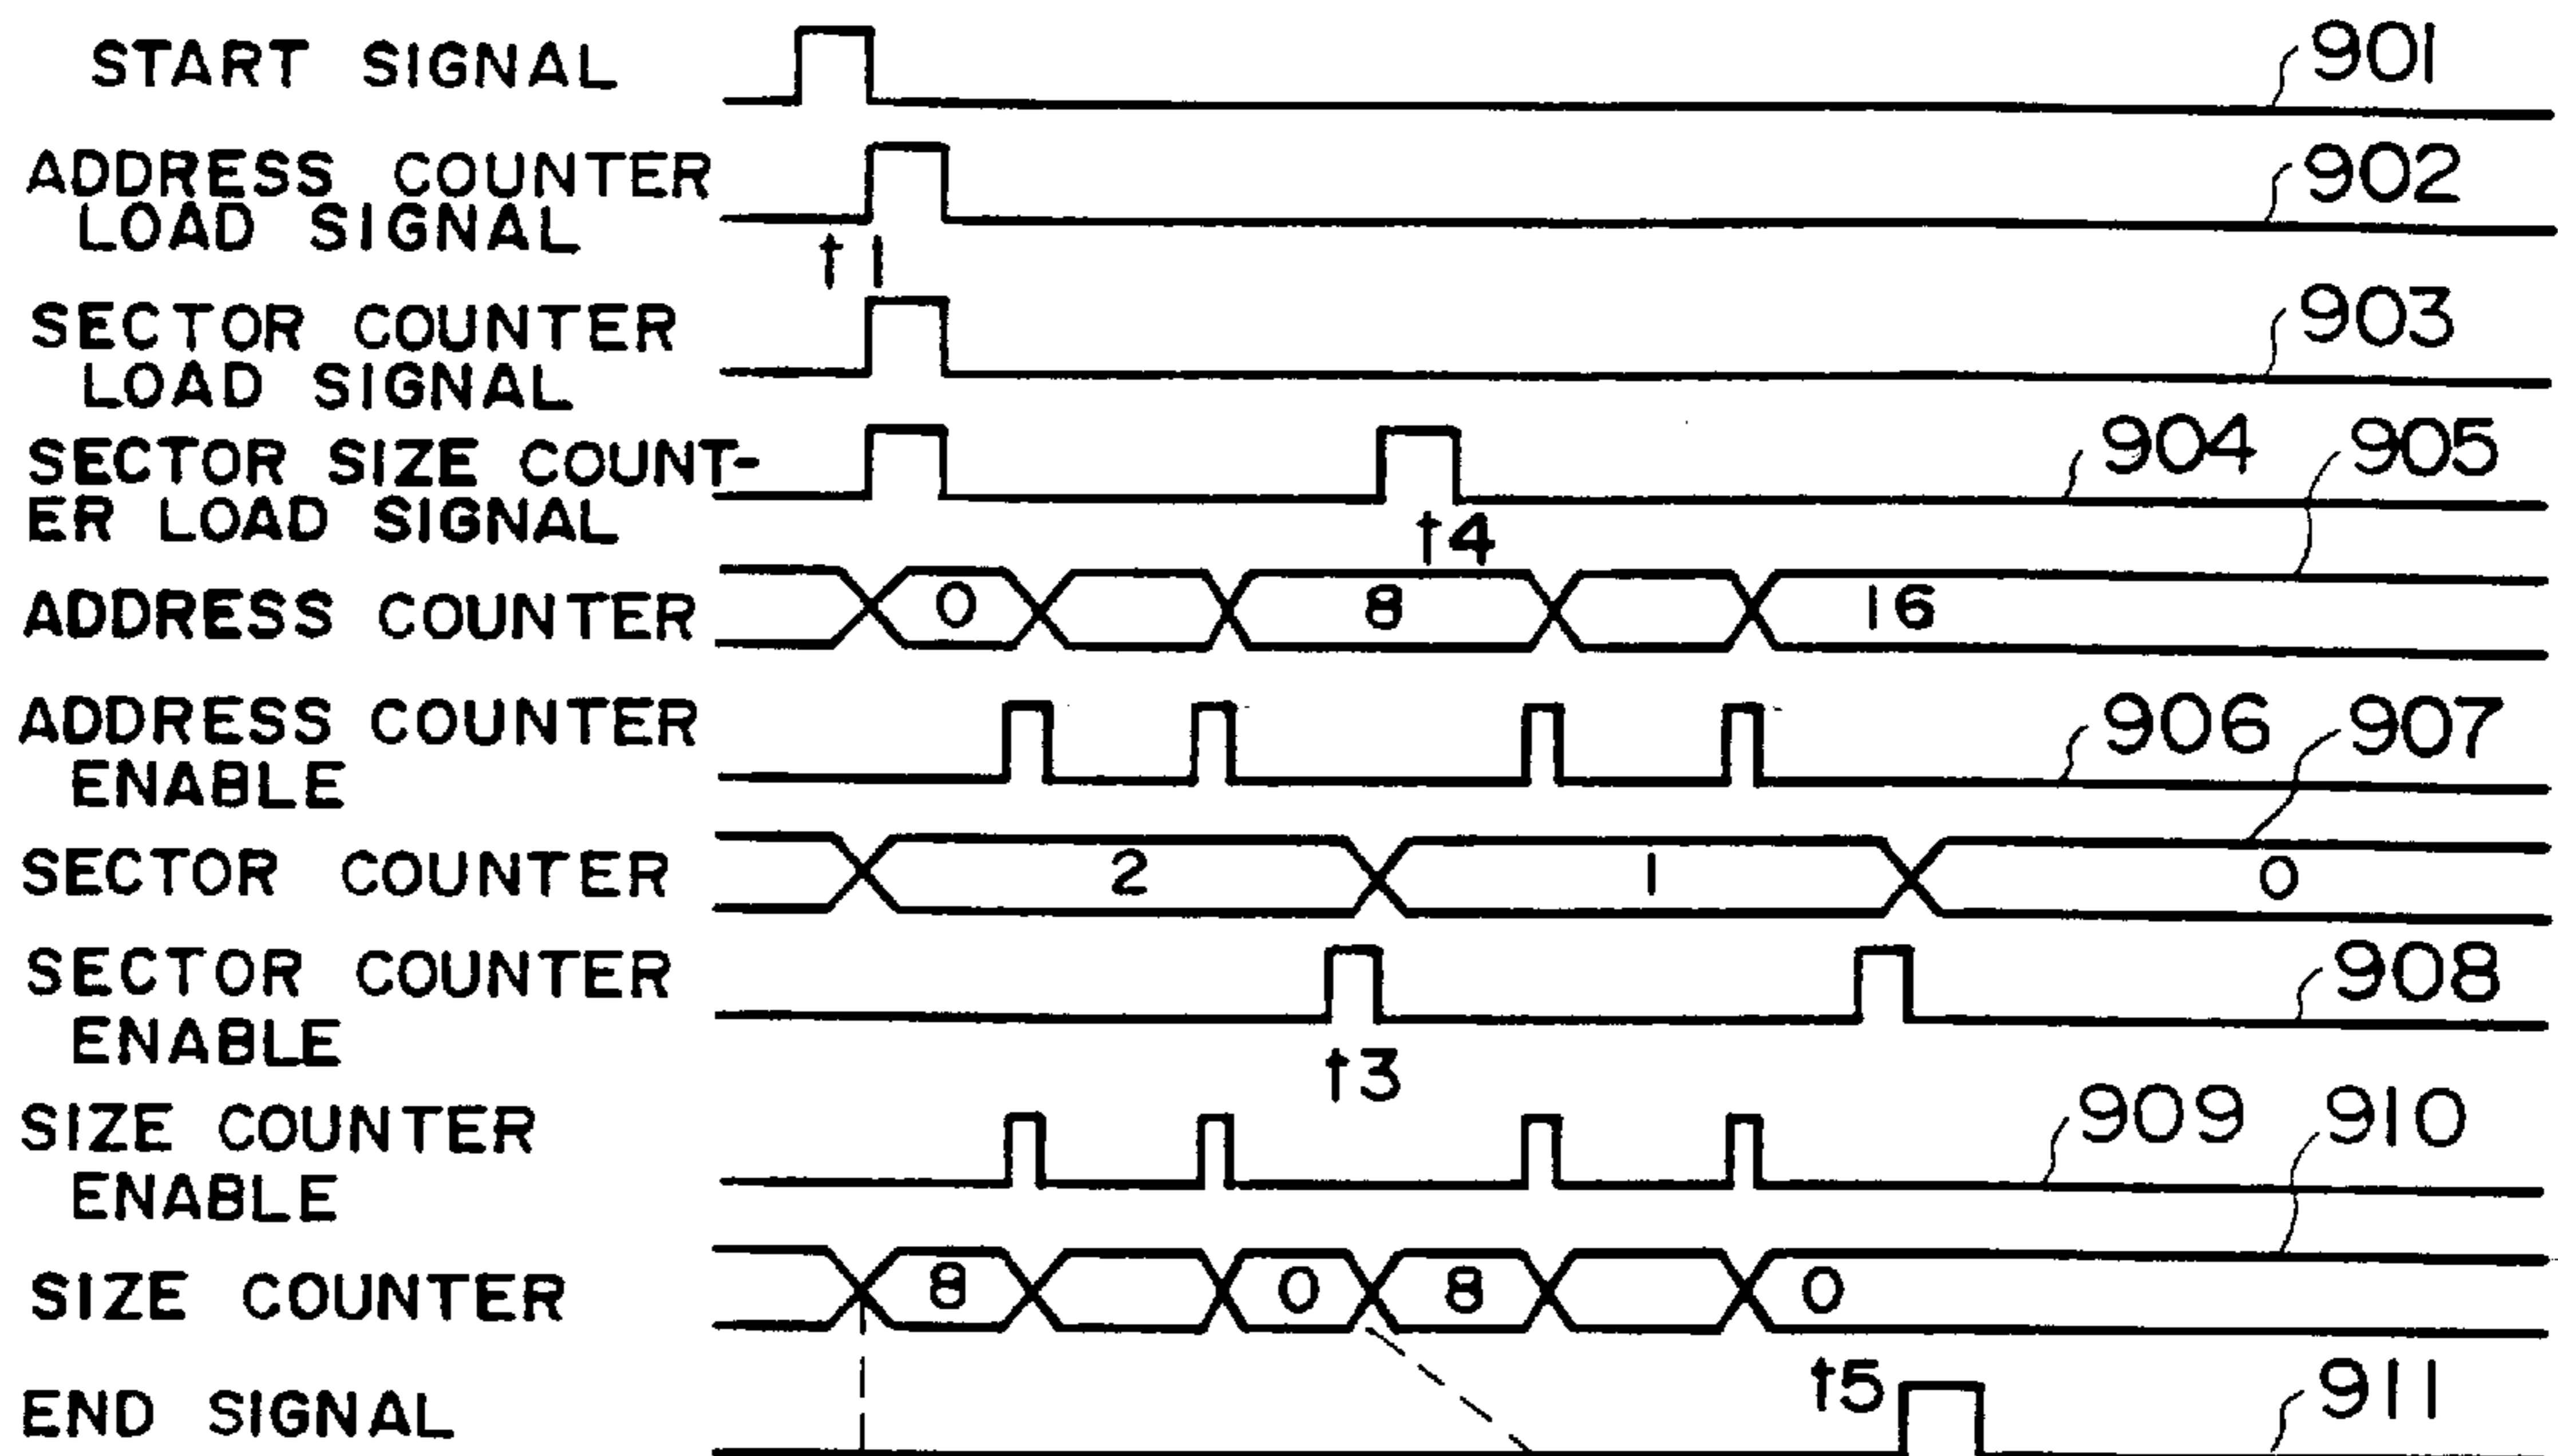 START SIGNAL
901
ADDRESS COUNTER
LOAD SIGNAL
902
t1
SECTOR COUNTER
LOAD SIGNAL
903
SECTOR SIZE COUNT-
ER LOAD SIGNAL
904
905
t4
ADDRESS COUNTER
0
8
16
ADDRESS COUNTER
ENABLE
906
907
SECTOR COUNTER
2
1
0
SECTOR COUNTER
ENABLE
908
t3
SIZE COUNTER
ENABLE
909
910
SIZE COUNTER
8
0
8
0
END SIGNAL
t5
911